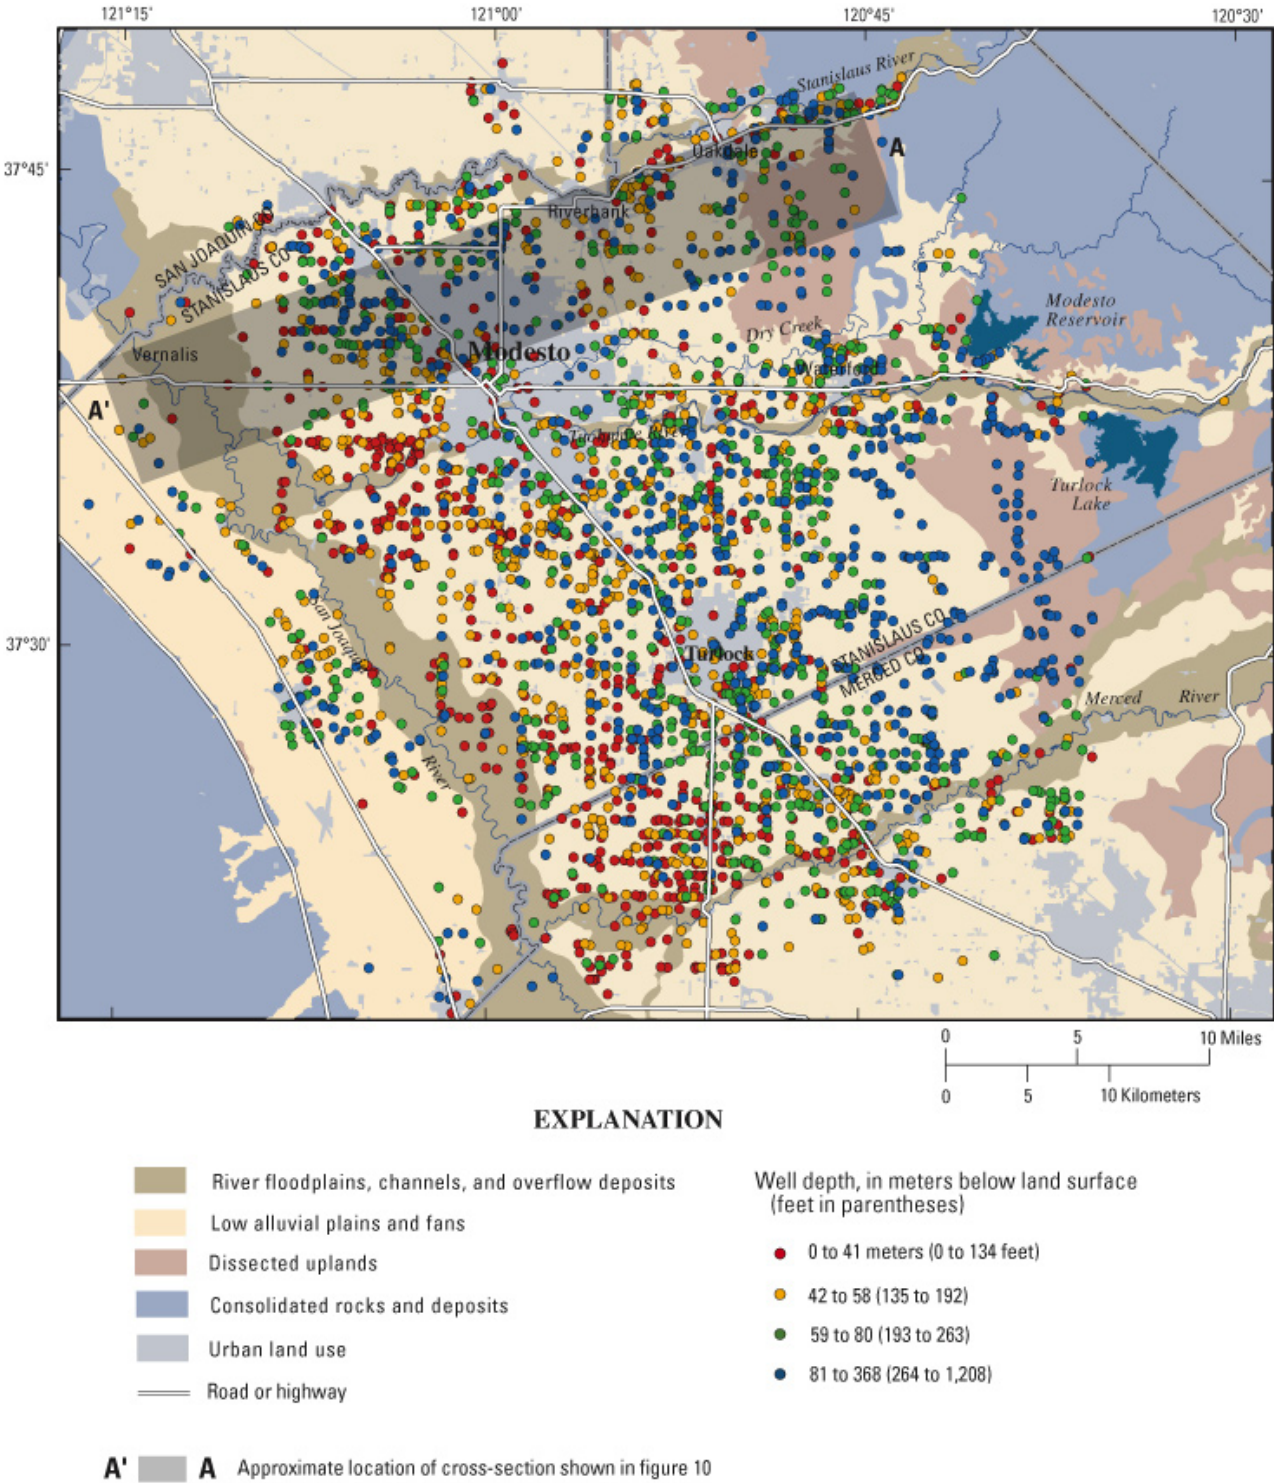 121°15' 121°00' 120°45' 120°30'
Stanislaus River
Oakdale
A
37°45'
Riverbank
SAN JOAQUIN CO
STANISLAUS CO
Modesto
Reservoir
Dry Creek
Vernalis
Modesto
Waterford
A'
Tuolumne River
Turlock
Lake
San Joaquin
37°30'
STANISLAUS CO
Turlock
MERCED CO
Merced River
River
0 5 10 Miles
0 5 10 Kilometers
EXPLANATION
River floodplains, channels, and overflow deposits
Low alluvial plains and fans
Dissected uplands
Consolidated rocks and deposits
Urban land use
Road or highway
A' A Approximate location of cross-section shown in figure 10
Well depth, in meters below land surface
(feet in parentheses)
0 to 41 meters (0 to 134 feet)
42 to 58 (135 to 192)
59 to 80 (193 to 263)
81 to 368 (264 to 1,208)